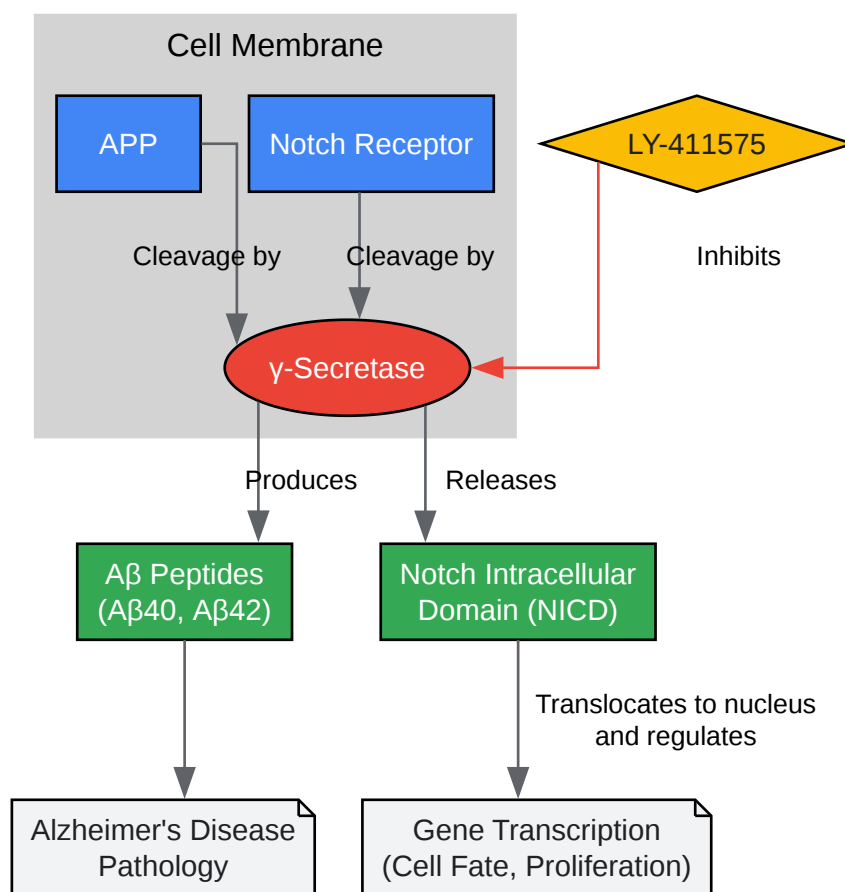 Cell Membrane
APP
Notch Receptor
LY-411575
Cleavage by
Cleavage by
Inhibits
γ-Secretase
Produces
Releases
Aβ Peptides
(Aβ40, Aβ42)
Notch Intracellular
Domain (NICD)
Translocates to nucleus
and regulates
Alzheimer's Disease
Pathology
Gene Transcription
(Cell Fate, Proliferation)